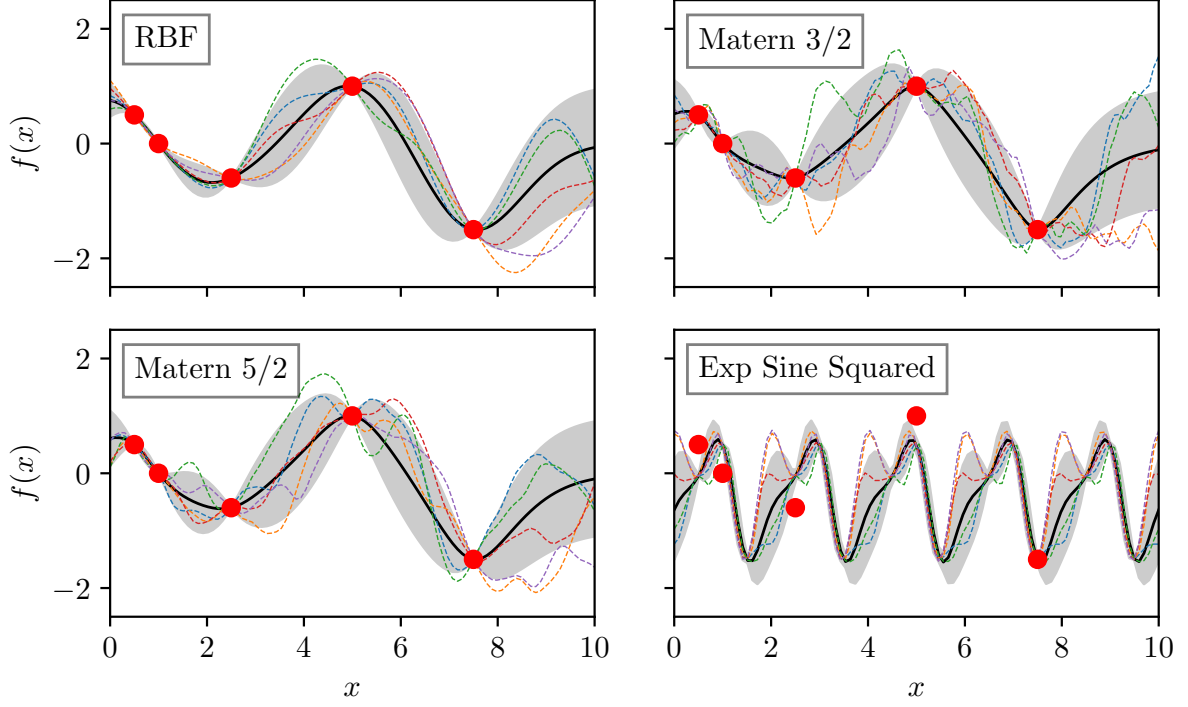 RBF
2
0
−2
f(x)
Matern 3/2
Matern 5/2
2
0
−2
f(x)
0 2 4 6 8 10
x
Exp Sine Squared
0 2 4 6 8 10
x